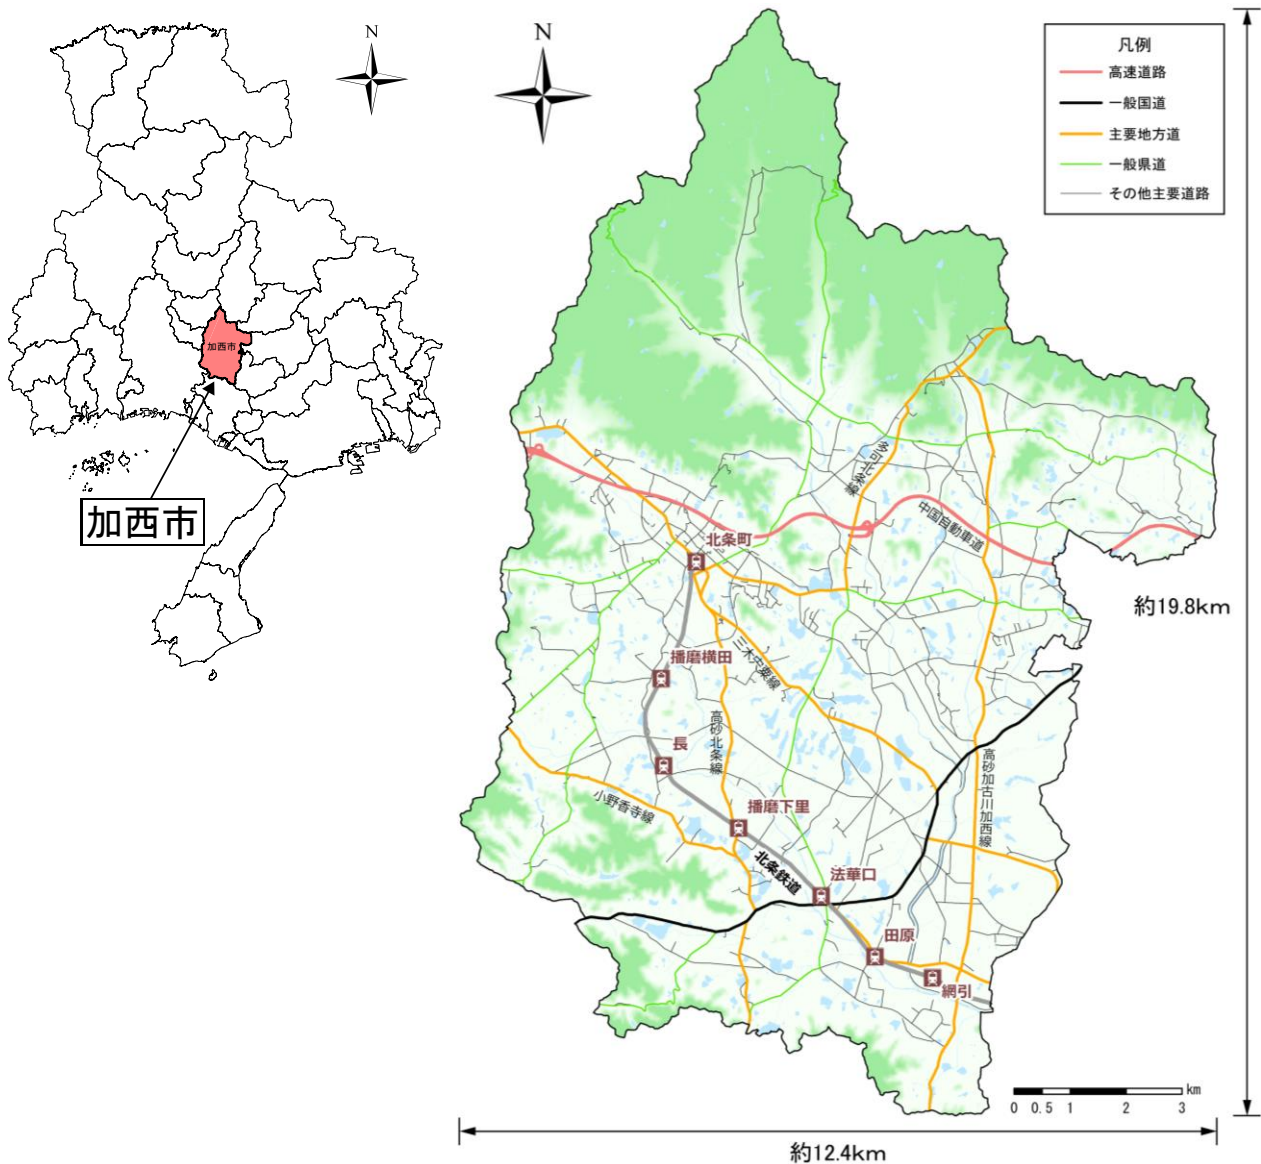 N
加西市
加西市
N
凡例
高速道路
一般国道
主要地方道
一般県道
その他主要道路
多可北条線
中国自動車道
北条町
約19.8km
播磨横田
三木宍粟線
高砂北条線
長
高砂加古川加西線
小野香寺線
播磨下里
北条鉄道
法華口
田原
網引
km
0 0.5 1 2 3
約12.4km